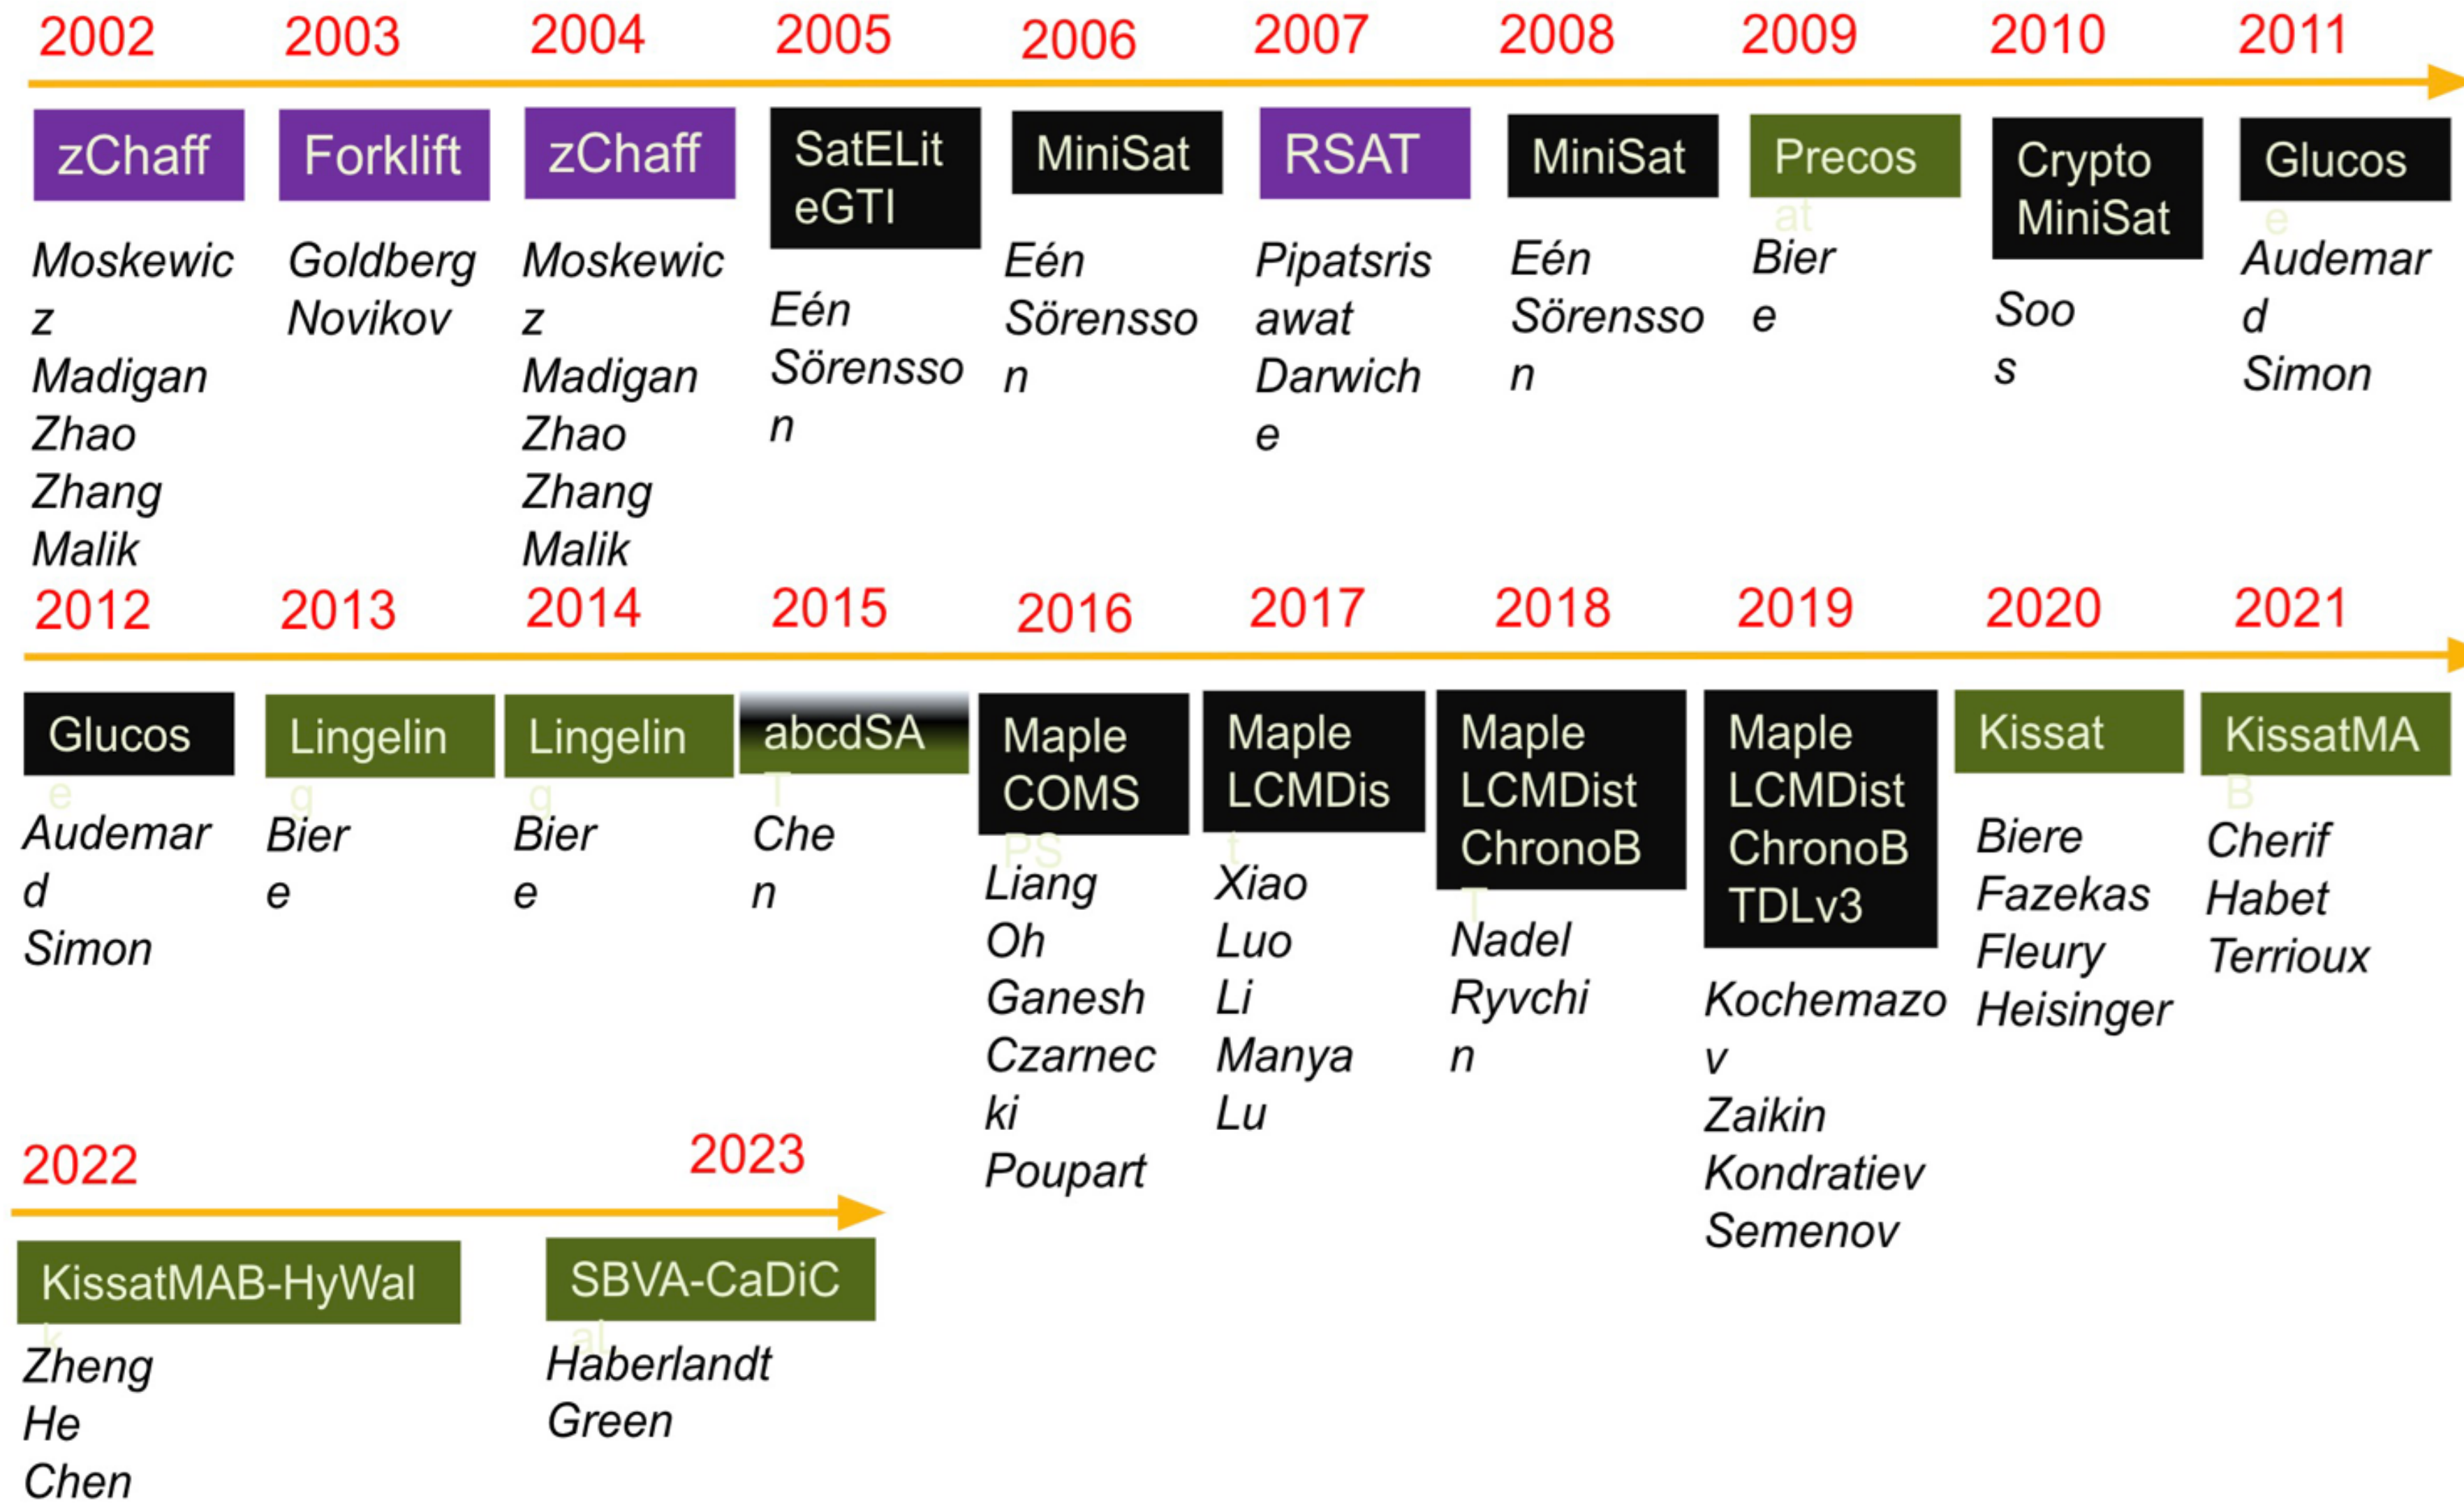 2002 2003 2004 2005 2006 2007 2008 2009 2010 2011
zChaff
Moskewic
z
Madigan
Zhao
Zhang
Malik
Forklift
Goldberg
Novikov
zChaff
Moskewic
z
Madigan
Zhao
Zhang
Malik
SatELit
eGTI
Eén
Sörensso
n
MiniSat
Eén
Sörensso
n
RSAT
Pipatsris
awat
Darwich
e
MiniSat
Eén
Sörensso
n
Precos
at
Bier
e
Crypto
MiniSat
Soo
s
Glucos
e
Audemar
d
Simon
2012 2013 2014 2015 2016 2017 2018 2019 2020 2021
Glucos
e
Audemar
d
Simon
Lingelin
g
Bier
e
Lingelin
g
Bier
e
abcdSA
T
Che
n
Maple
COMS
PS
Liang
Oh
Ganesh
Czarnec
ki
Poupart
Maple
LCMDis
t
Xiao
Luo
Li
Manya
Lu
Maple
LCMDist
ChronoB
T
Nadel
Ryvchi
n
Maple
LCMDist
ChronoB
TDLv3
Kochemazo
v
Zaikin
Kondratiev
Semenov
Kissat
Biere
Fazekas
Fleury
Heisinger
KissatMA
B
Cherif
Habet
Terrioux
2022 2023
KissatMAB-HyWal
k
Zheng
He
Chen
SBVA-CaDiC
aL
Haberlandt
Green